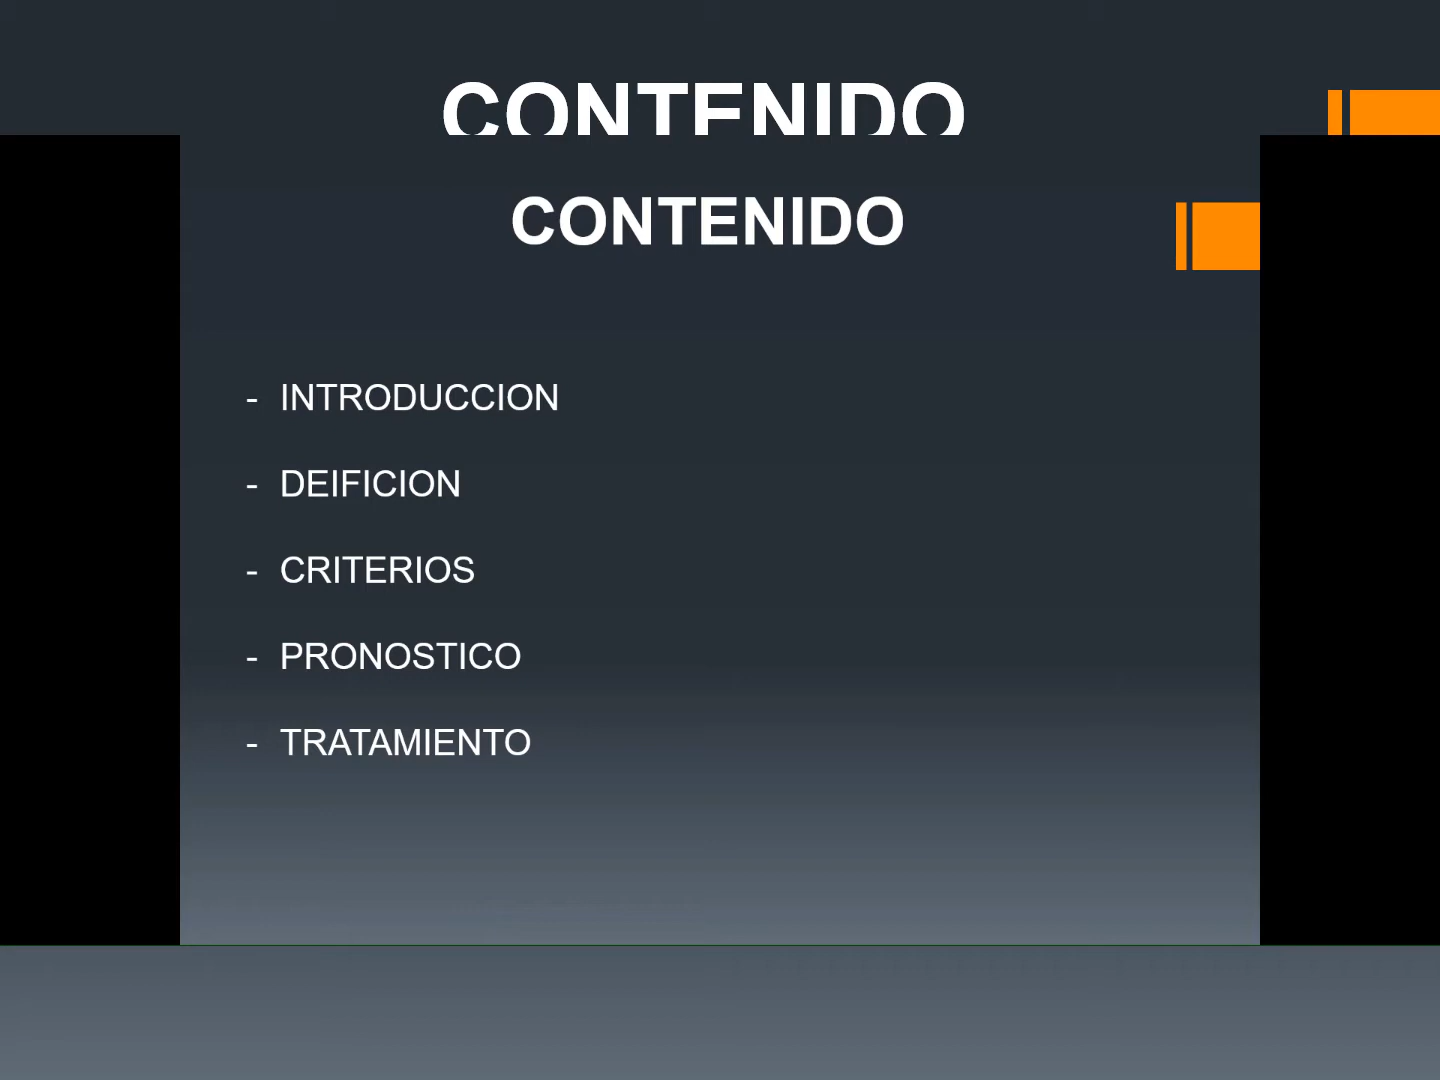 CONTENIDO
CONTENIDO
- INTRODUCCION
- DEIFICION
- CRITERIOS
- PRONOSTICO
- TRATAMIENTO